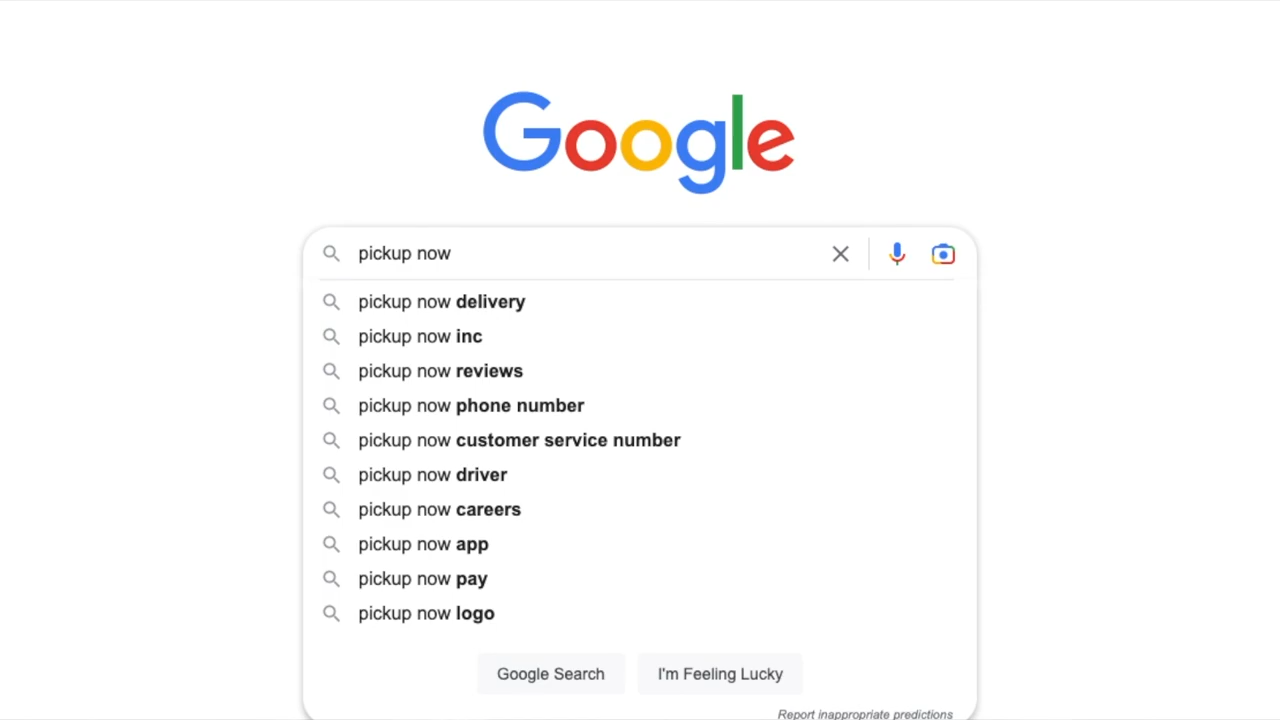 Google
pickup now
pickup now delivery
pickup now inc
pickup now reviews
pickup now phone number
pickup now customer service number
pickup now driver
pickup now careers
pickup now app
pickup now pay
pickup now logo
Google Search I'm Feeling Lucky
Report inappropriate predictions